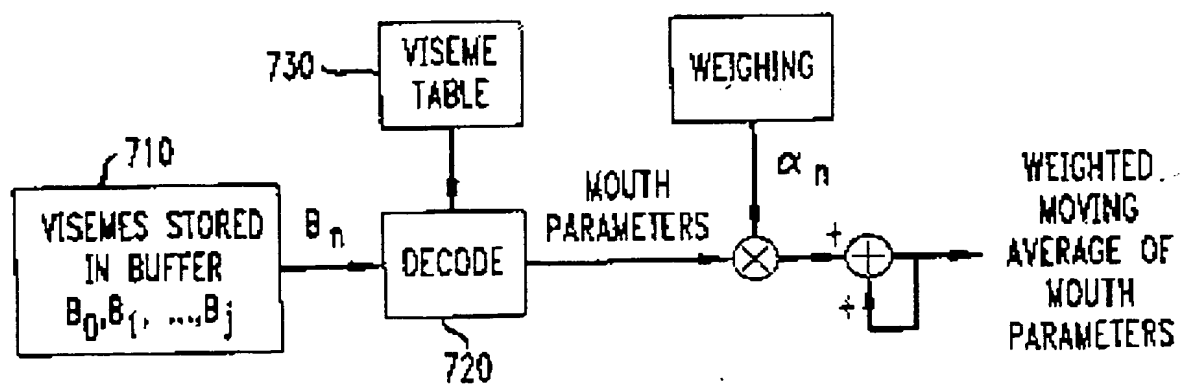 730
VISEME
TABLE
WEIGHING
710
VISEMES STORED
IN BUFFER
B0,B1, ...,Bj
Bn
DECODE
720
MOUTH
PARAMETERS
αn
+
+
WEIGHTED.
MOVING
AVERAGE OF
MOUTH
PARAMETERS